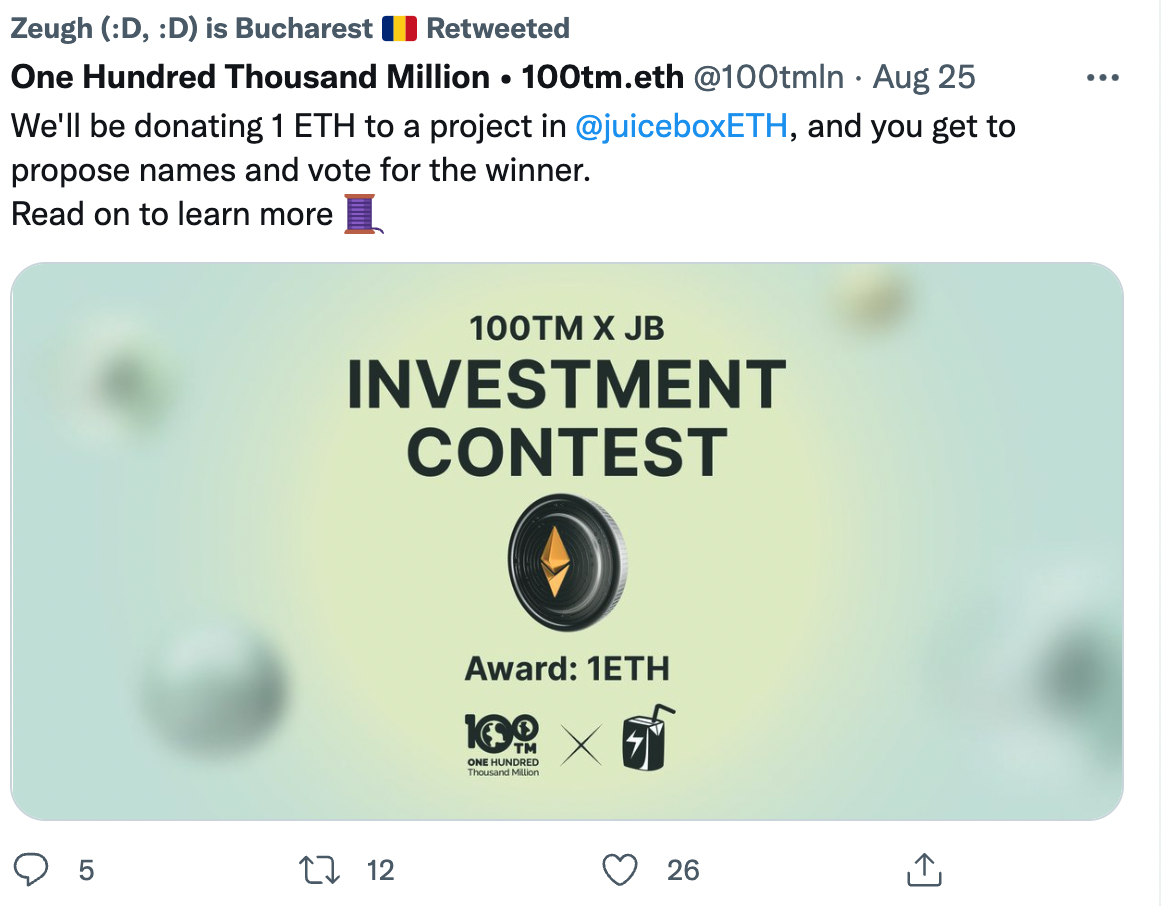 Zeugh (:D, :D) is Bucharest 🇷🇴 Retweeted
One Hundred Thousand Million • 100tm.eth @100tmln · Aug 25
We'll be donating 1 ETH to a project in @juiceboxETH, and you get to
propose names and vote for the winner.
Read on to learn more 🧵
100TM X JB
INVESTMENT
CONTEST
Award: 1ETH
100
TM
ONE HUNDRED
Thousand Million
5 12 26